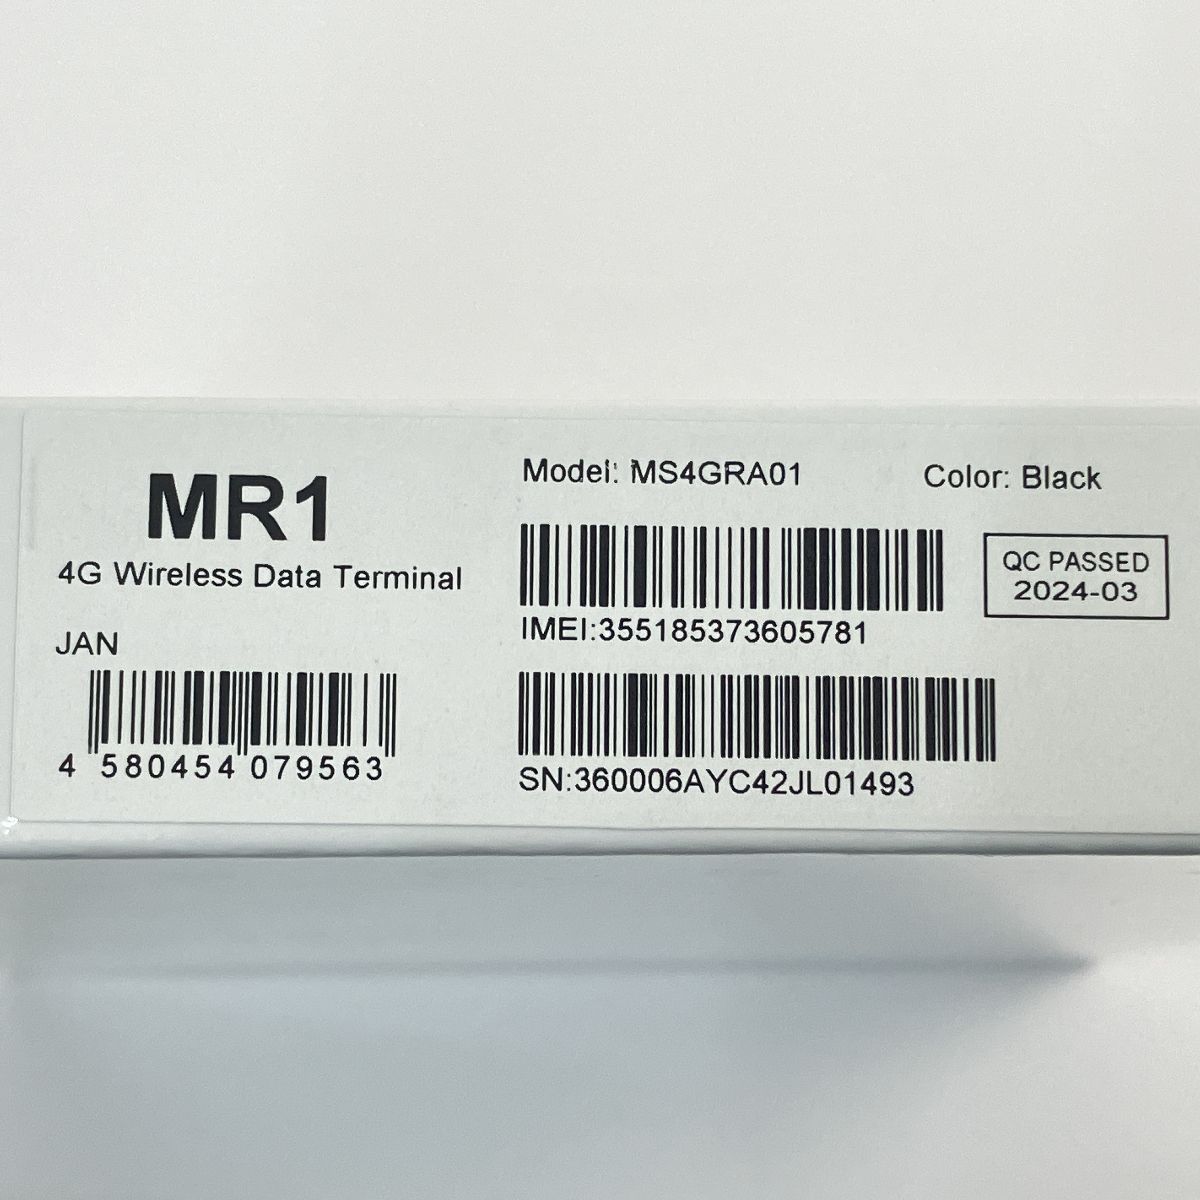 MR1
4G Wireless Data Terminal
JAN
4 580454 079563
Model: MS4GRA01
Color: Black
IMEI:355185373605781
QC PASSED
2024-03
SN:360006AYC42JL01493